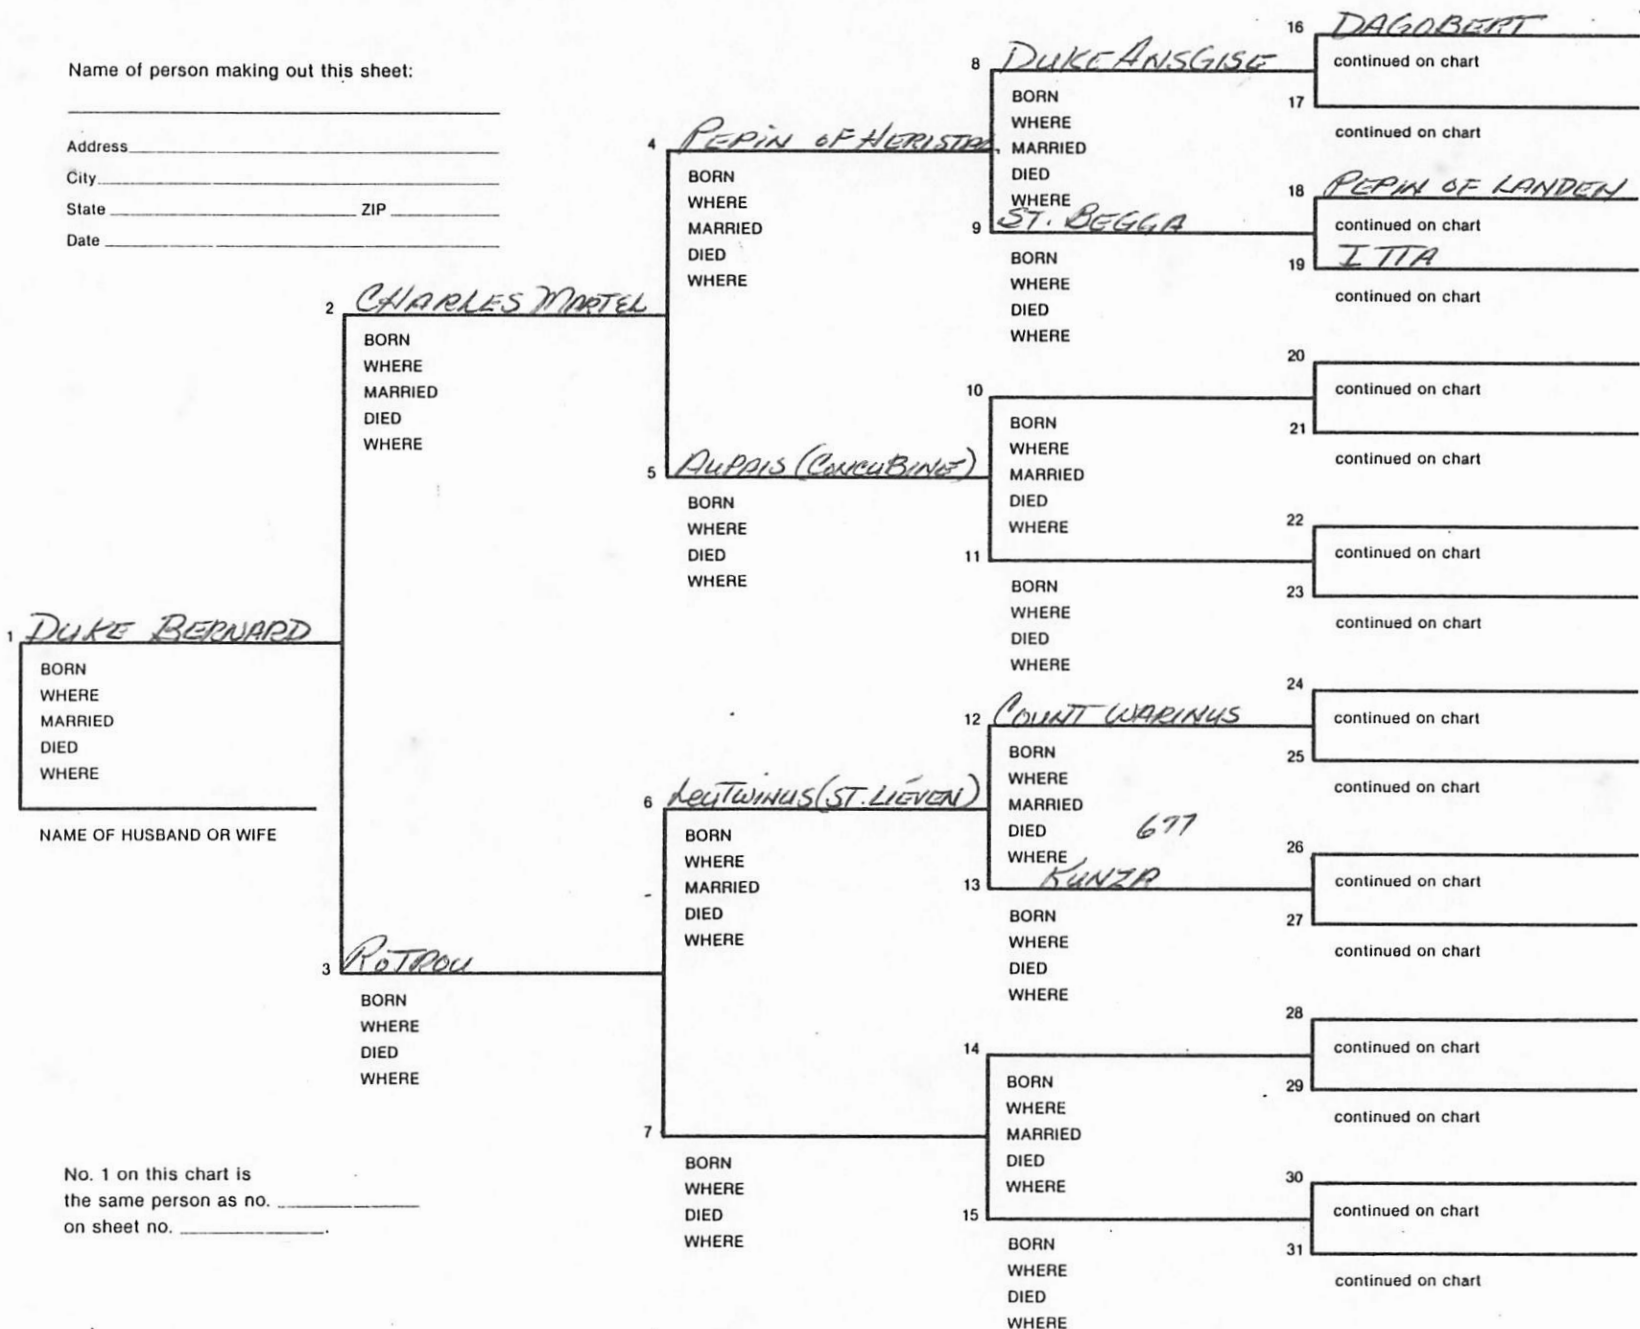 Name of person making out this sheet:
Address
City
State ZIP
Date
1 DUKE BERNARD
BORN
WHERE
MARRIED
DIED
WHERE
NAME OF HUSBAND OR WIFE
No. 1 on this chart is
the same person as no.
on sheet no. .
2 CHARLES MARTEL
BORN
WHERE
MARRIED
DIED
WHERE
3 ROTROU
BORN
WHERE
DIED
WHERE
4 PEPIN OF HERISTAL
BORN
WHERE
MARRIED
DIED
WHERE
5 AUPAIS (CONCUBINE)
BORN
WHERE
DIED
WHERE
6 LEUTWINUS (ST. LIÉVEN)
BORN
WHERE
MARRIED
DIED
WHERE
7
BORN
WHERE
DIED
WHERE
8 DUKE ANSGISE
BORN
WHERE
MARRIED
DIED
WHERE
9 ST. BEGGA
BORN
WHERE
DIED
WHERE
10
BORN
WHERE
MARRIED
DIED
WHERE
11
BORN
WHERE
DIED
WHERE
12 COUNT WARINUS
BORN
WHERE
MARRIED
DIED 677
WHERE
13 KUNZA
BORN
WHERE
DIED
WHERE
14
BORN
WHERE
MARRIED
DIED
WHERE
15
BORN
WHERE
DIED
WHERE
16 DAGOBERT
continued on chart
17
continued on chart
18 PEPIN OF LANDEN
continued on chart
19 ITTA
continued on chart
20
continued on chart
21
continued on chart
22
continued on chart
23
continued on chart
24
continued on chart
25
continued on chart
26
continued on chart
27
continued on chart
28
continued on chart
29
continued on chart
30
continued on chart
31
continued on chart